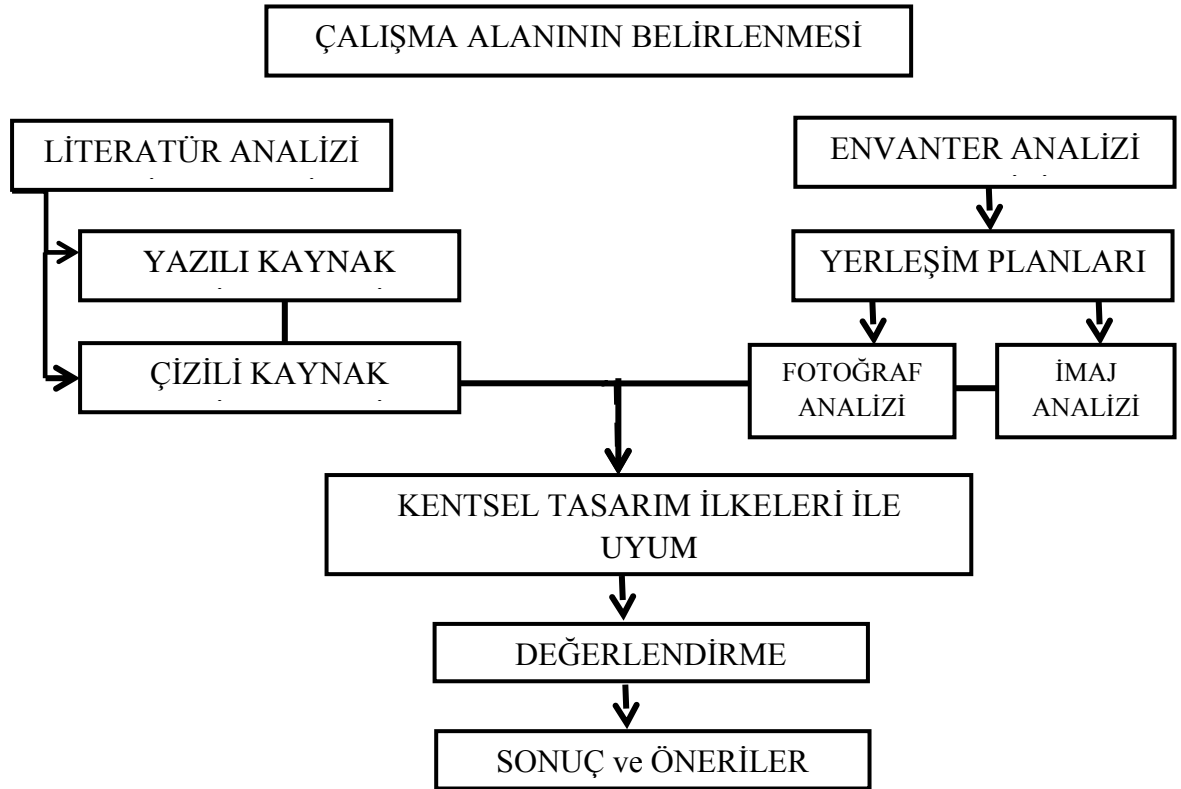 ÇALIŞMA ALANININ BELİRLENMESİ
LİTERATÜR ANALİZİ
ENVANTER ANALİZİ
YAZILI KAYNAK
YERLEŞİM PLANLARI
ÇİZİLİ KAYNAK
FOTOĞRAF
ANALİZİ
İMAJ
ANALİZİ
KENTSEL TASARIM İLKELERİ İLE
UYUM
DEĞERLENDİRME
SONUÇ ve ÖNERİLER